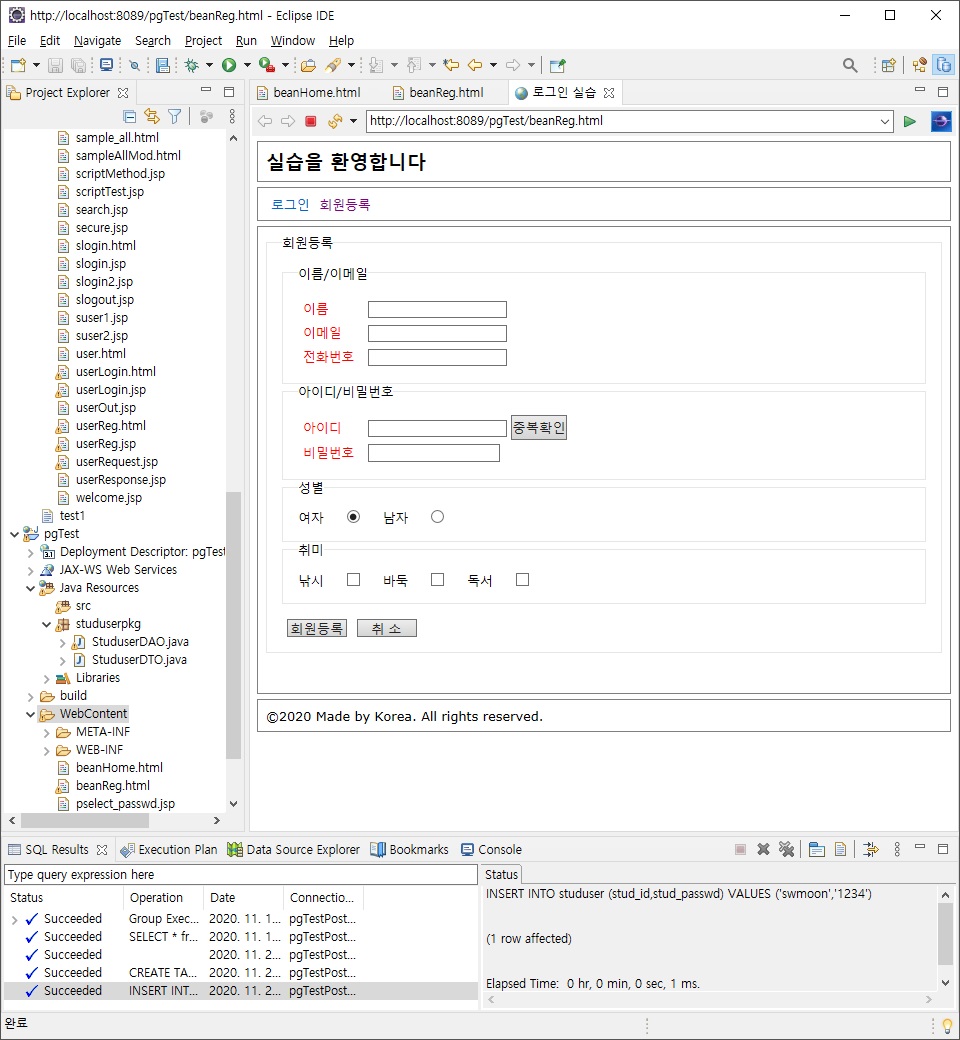 http://localhost:8089/pgTest/beanReg.html - Eclipse IDE
File Edit Navigate Search Project Run Window Help
Project Explorer
sample_all.html
sampleAllMod.html
scriptMethod.jsp
scriptTest.jsp
search.jsp
secure.jsp
slogin.html
slogin.jsp
slogin2.jsp
slogout.jsp
suser1.jsp
suser2.jsp
user.html
userLogin.html
userLogin.jsp
userOut.jsp
userReg.html
userReg.jsp
userRequest.jsp
userResponse.jsp
welcome.jsp
test1
pgTest
Deployment Descriptor: pgTest
JAX-WS Web Services
Java Resources
src
studuserpkg
StuduserDAO.java
StuduserDTO.java
Libraries
build
WebContent
META-INF
WEB-INF
beanHome.html
beanReg.html
pselect_passwd.jsp
beanHome.html beanReg.html 로그인 실습
http://localhost:8089/pgTest/beanReg.html
실습을 환영합니다
로그인 회원등록
회원등록
이름/이메일
이름
이메일
전화번호
아이디/비밀번호
아이디 중복확인
비밀번호
성별
여자 남자
취미
낚시 바둑 독서
회원등록 취 소
©2020 Made by Korea. All rights reserved.
SQL Results Execution Plan Data Source Explorer Bookmarks Console
Type query expression here
Status Operation Date Connectio...
Succeeded Group Exec... 2020. 11. 1... pgTestPost...
Succeeded SELECT * fr... 2020. 11. 1... pgTestPost...
Succeeded 2020. 11. 2... pgTestPost...
Succeeded CREATE TA... 2020. 11. 2... pgTestPost...
Succeeded INSERT INT... 2020. 11. 2... pgTestPost...
Status
INSERT INTO studuser (stud_id,stud_passwd) VALUES ('swmoon','1234')
(1 row affected)
Elapsed Time:  0 hr, 0 min, 0 sec, 1 ms.
완료